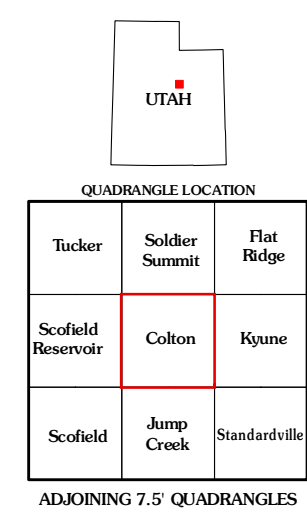 UTAH
QUADRANGLE LOCATION
Tucker
Soldier
Summit
Flat
Ridge
Scofield
Reservoir
Colton
Kyune
Scofield
Jump
Creek
Standardville
ADJOINING 7.5' QUADRANGLES